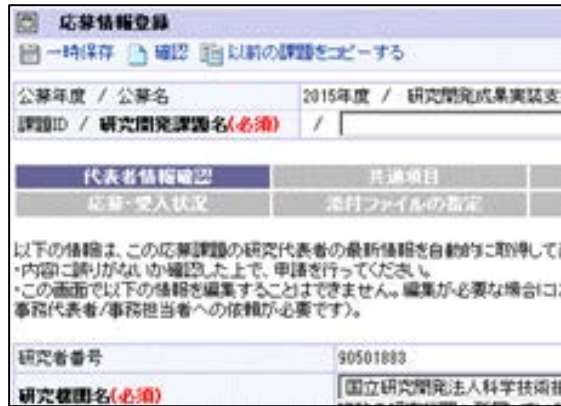 応募情報登録
一時保存 確認 以前の課題をコピーする
公募年度 / 公募名 2015年度 / 研究開発成果実装支
課題ID / 研究開発課題名(必須) /
代表者情報確認 共通項目
応募・受入状況 添付ファイルの指定
以下の情報は、この応募課題の研究代表者の最新情報を自動的に取得して
・内容に誤りがないか確認した上で、申請を行ってください。
・この画面で以下の情報を編集することはできません。編集が必要な場合には
事務代表者/事務担当者への依頼が必要です)。
研究者番号 90501883
研究機関名(必須) 国立研究開発法人科学技術振